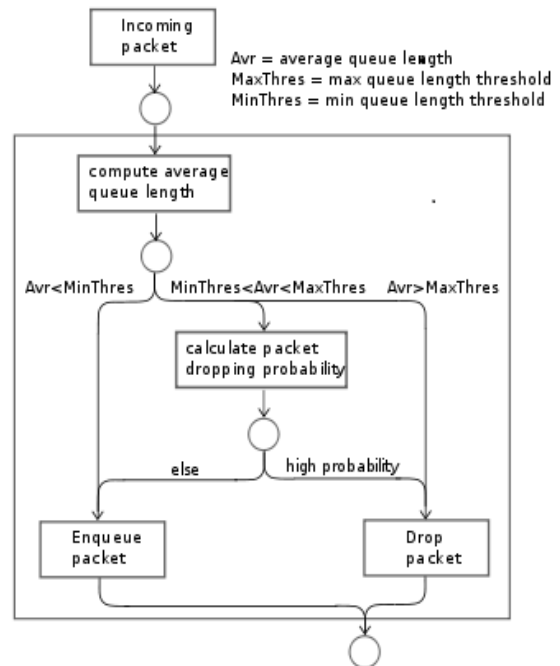 Incoming
packet
Avr = average queue length
MaxThres = max queue length threshold
MinThres = min queue length threshold
compute average
queue length
Avr<MinThres
MinThres<Avr<MaxThres
Avr>MaxThres
calculate packet
dropping probability
else
high probability
Enqueue
packet
Drop
packet